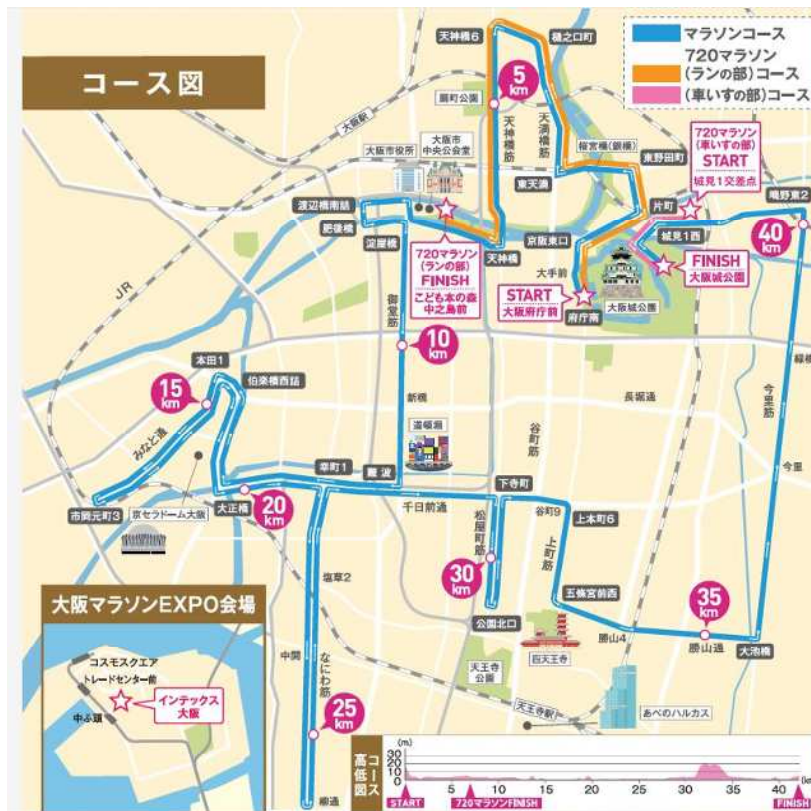 コース図
マラソンコース
720マラソン
(ランの部)コース
(車いすの部)コース
天神橋6
樋之口町
5
km
扇町公園
大阪駅
天神橋筋
天満橋筋
大阪市役所
大阪市
中央公会堂
桜宮橋(銀橋)
東野田町
720マラソン
(車いすの部)
START
城見1交差点
東天満
片町
鴫野東2
渡辺橋南詰
肥後橋
淀屋橋
天神橋
京阪東口
城見1西
40
km
720マラソン
(ランの部)
FINISH
こども本の森
中之島前
大手前
FINISH
大阪城公園
START
大阪府庁前
府庁南
大阪城公園
JR
御堂筋
10
km
緑橋
本田1
伯楽橋西詰
15
km
新橋
長堀通
今里筋
みなと通
道頓堀
谷町筋
今里
幸町1
難波
下寺町
市岡元町3
京セラドーム大阪
大正橋
20
km
千日前通
谷町9
上本町6
松屋町筋
上町筋
塩草2
30
km
五條宮前西
35
km
公園北口
大阪マラソンEXPO会場
四天王寺
勝山4
勝山通
大池橋
コスモスクエア
トレードセンター前
中開
なにわ筋
天王寺
公園
インテックス
大阪
中ふ頭
天王寺駅
あべのハルカス
25
km
柳通
コース
高低図
(m)
30
20
10
0
5
10
15
20
25
30
35
40
(km)
START
720マラソンFINISH
FINISH